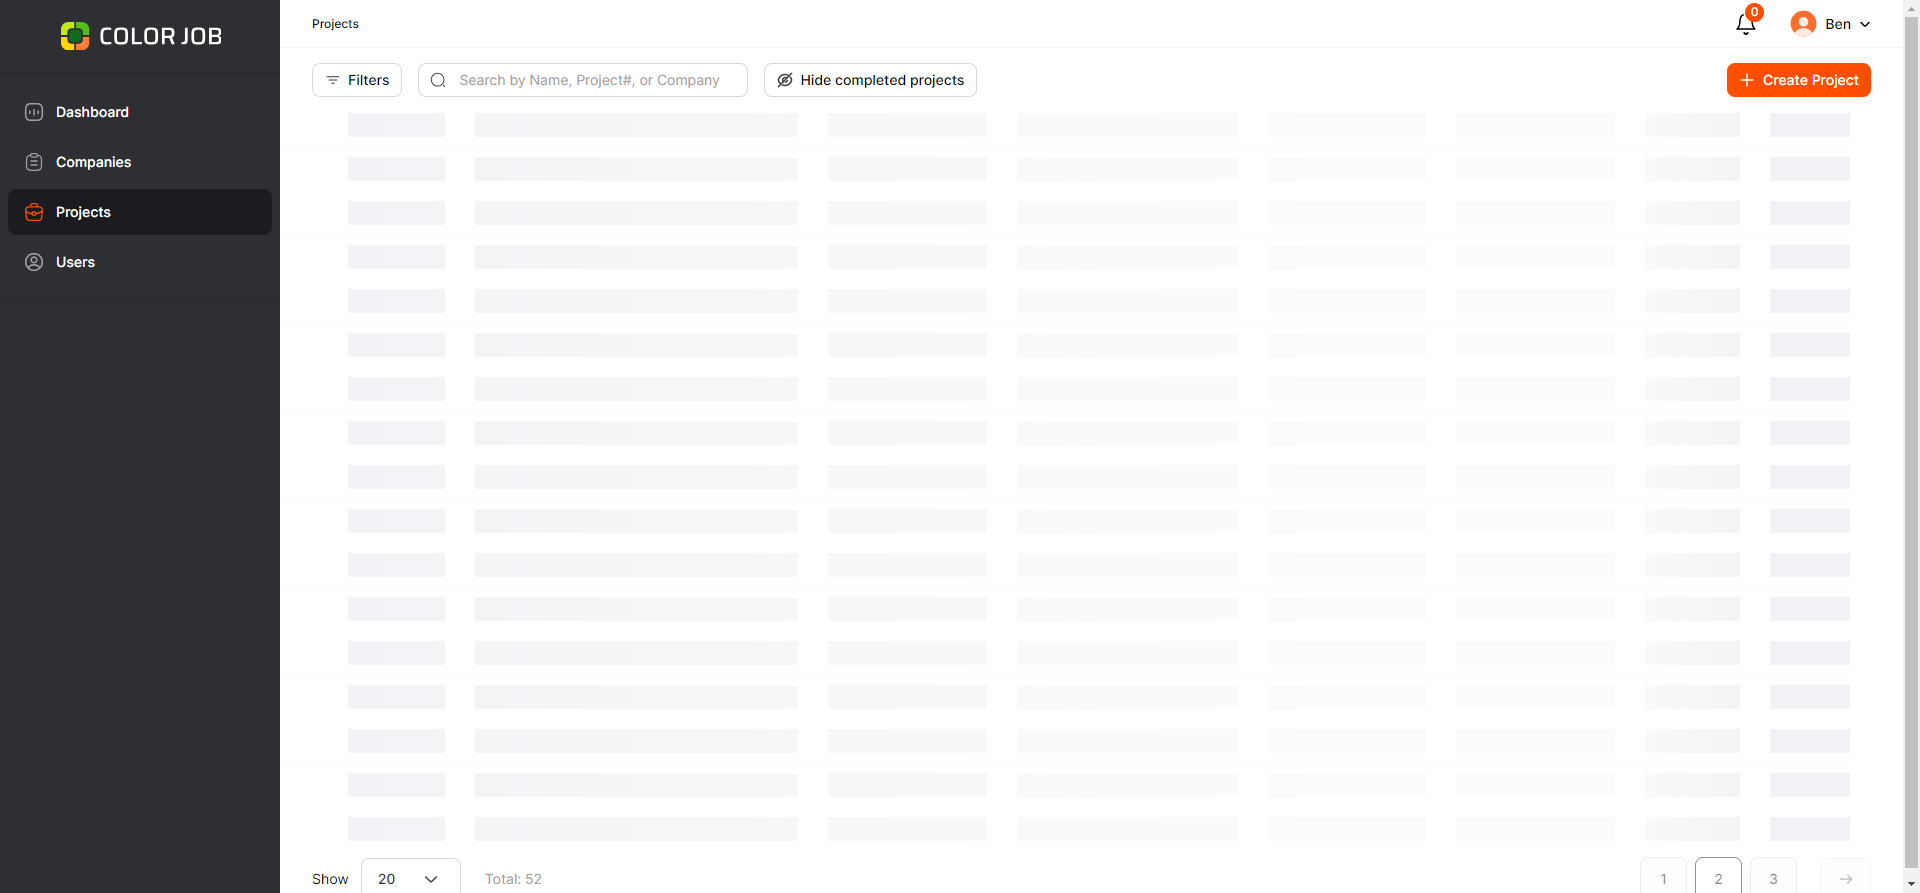 COLOR JOB
Projects
0
Ben
Dashboard
Companies
Projects
Users
Filters
Search by Name, Project#, or Company
Hide completed projects
Create Project
Show
20
Total: 52
1
2
3